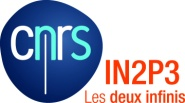 cnrs
IN2P3
Les deux infinis